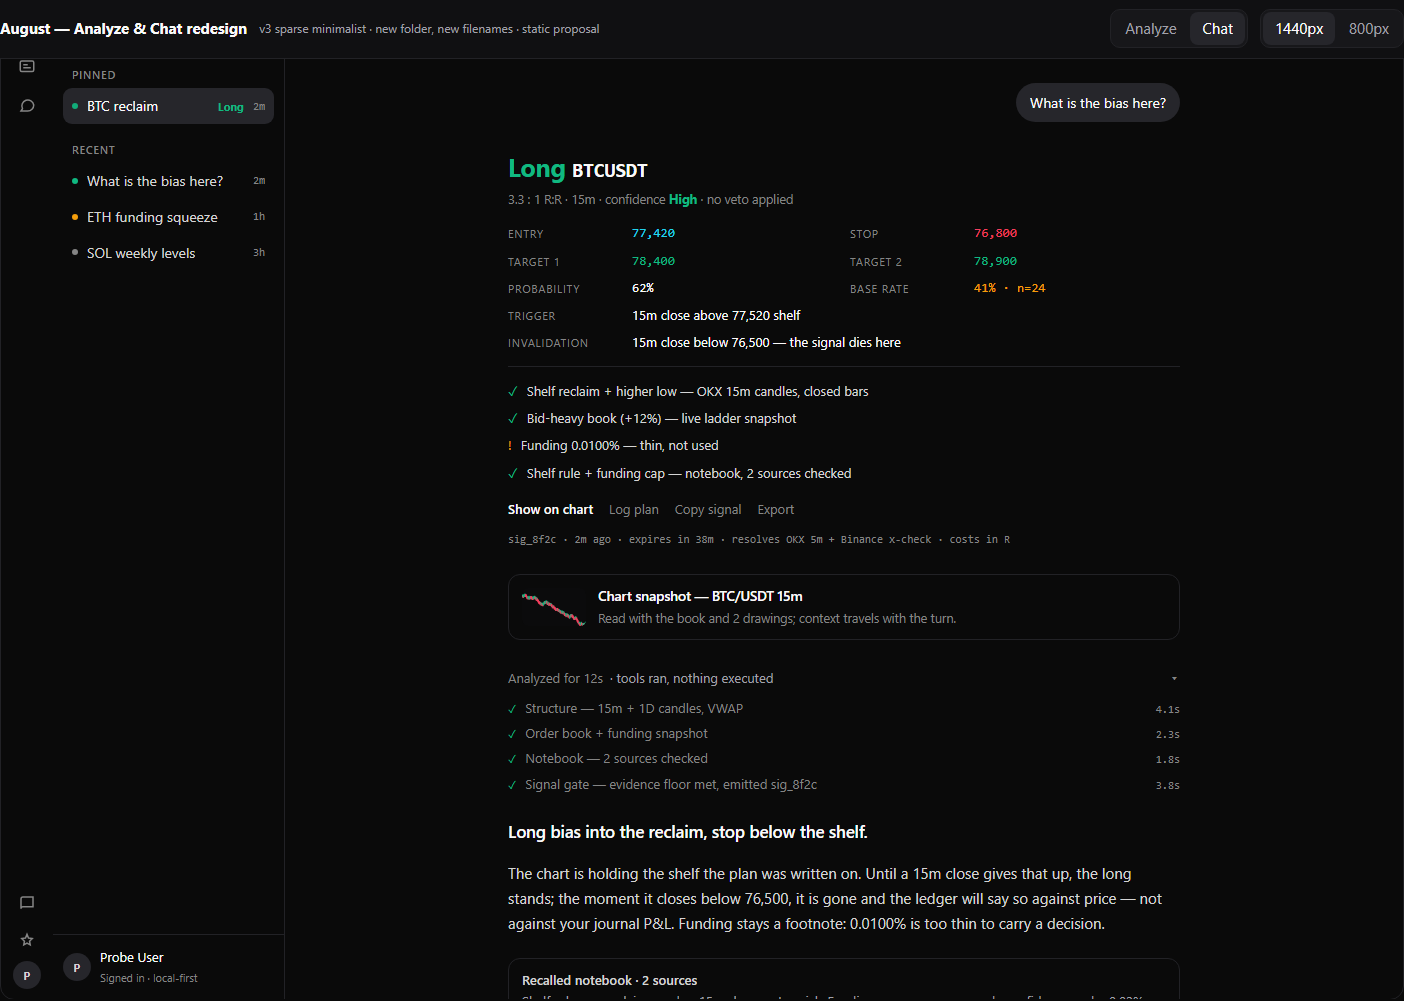 August — Analyze & Chat redesign v3 sparse minimalist · new folder, new filenames · static proposal Analyze Chat 1440px 800px
PINNED
BTC reclaim Long 2m
RECENT
What is the bias here? 2m
ETH funding squeeze 1h
SOL weekly levels 3h
P
P
Probe User
Signed in · local-first
What is the bias here?
Long BTCUSDT
3.3 : 1 R:R · 15m · confidence High · no veto applied
ENTRY 77,420 STOP 76,800
TARGET 1 78,400 TARGET 2 78,900
PROBABILITY 62% BASE RATE 41% · n=24
TRIGGER 15m close above 77,520 shelf
INVALIDATION 15m close below 76,500 — the signal dies here
✓ Shelf reclaim + higher low — OKX 15m candles, closed bars
✓ Bid-heavy book (+12%) — live ladder snapshot
! Funding 0.0100% — thin, not used
✓ Shelf rule + funding cap — notebook, 2 sources checked
Show on chart Log plan Copy signal Export
sig_8f2c · 2m ago · expires in 38m · resolves OKX 5m + Binance x-check · costs in R
Chart snapshot — BTC/USDT 15m
Read with the book and 2 drawings; context travels with the turn.
Analyzed for 12s · tools ran, nothing executed
✓ Structure — 15m + 1D candles, VWAP 4.1s
✓ Order book + funding snapshot 2.3s
✓ Notebook — 2 sources checked 1.8s
✓ Signal gate — evidence floor met, emitted sig_8f2c 3.8s
Long bias into the reclaim, stop below the shelf.
The chart is holding the shelf the plan was written on. Until a 15m close gives that up, the long
stands; the moment it closes below 76,500, it is gone and the ledger will say so against price — not
against your journal P&L. Funding stays a footnote: 0.0100% is too thin to carry a decision.
Recalled notebook · 2 sources